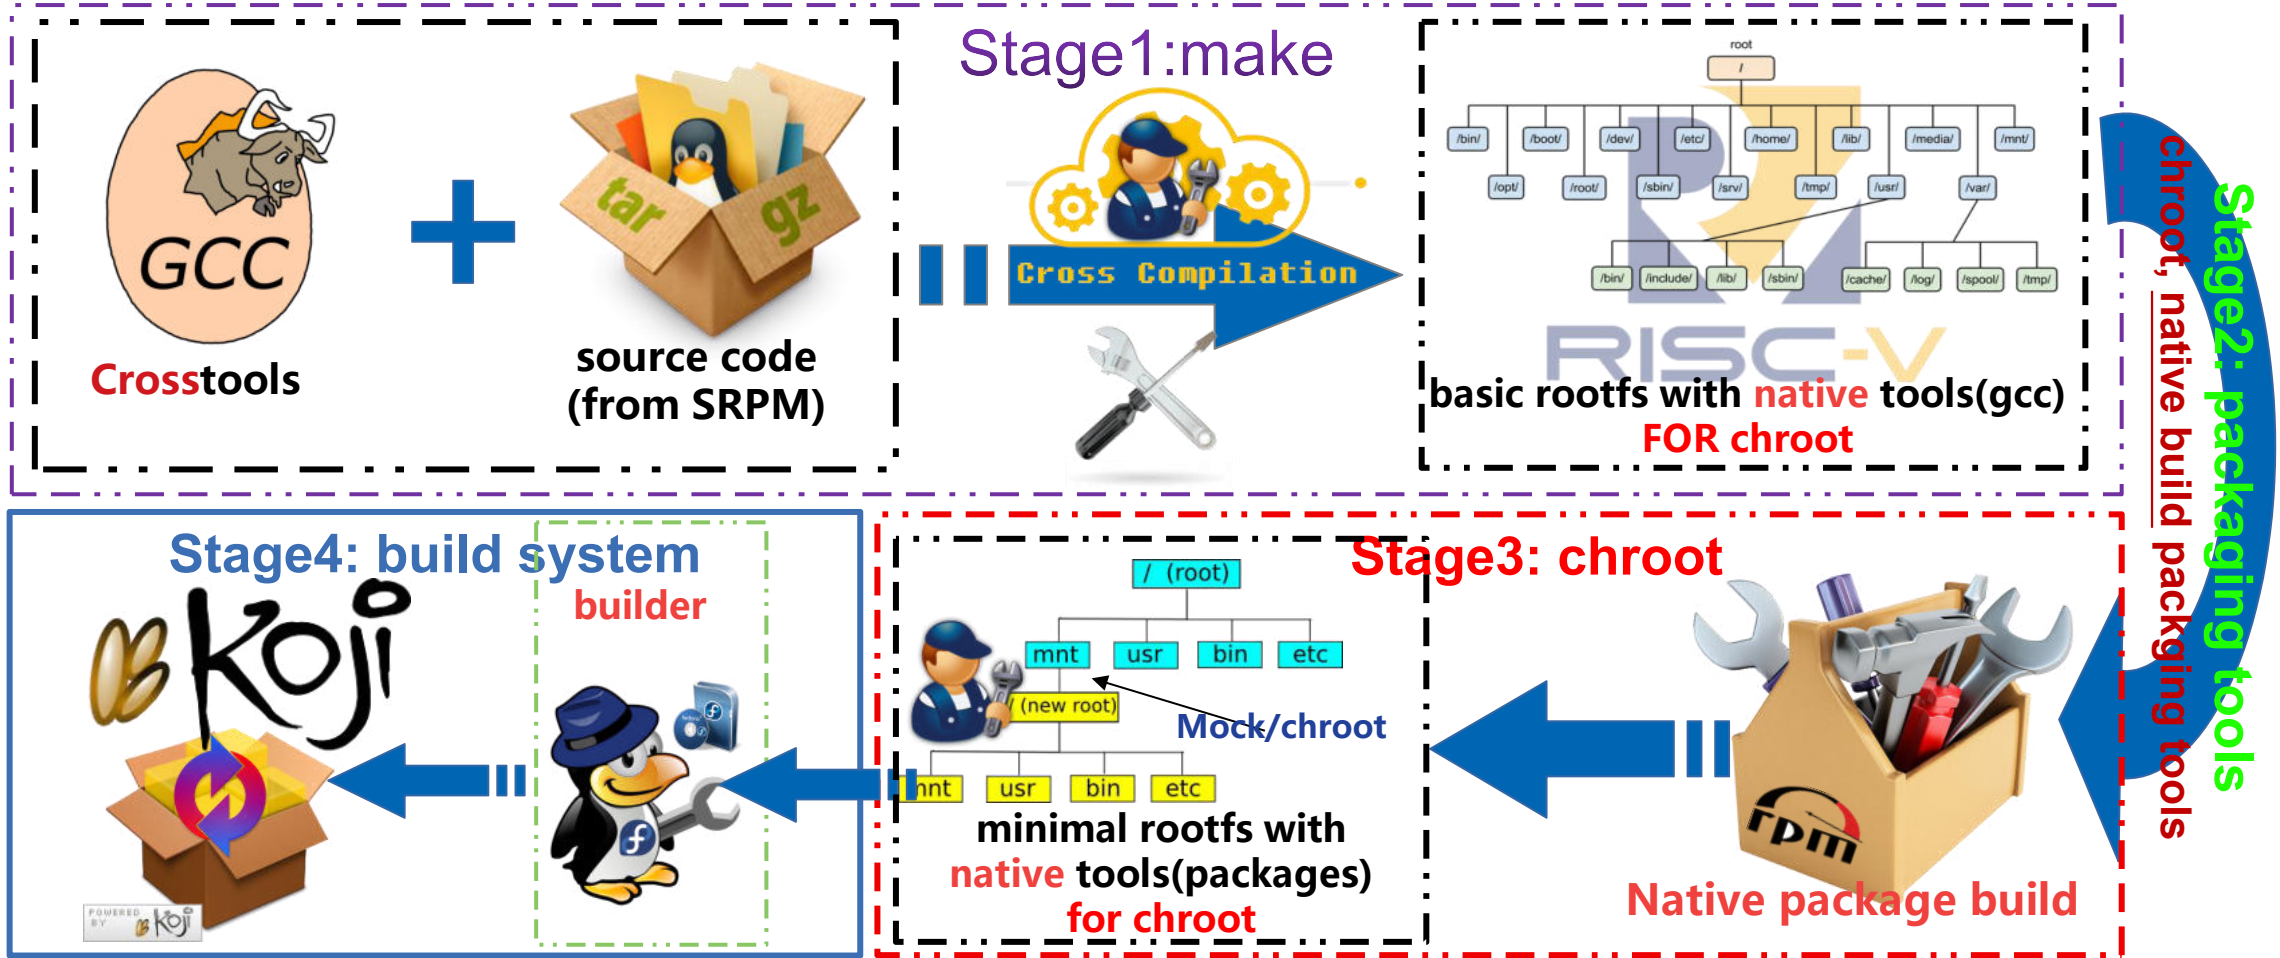 Stage1:make
GCC
Crosstools
tar
gz
source code
(from SRPM)
Cross Compilation
root
/
/bin/
/boot/
/dev/
/etc/
/home/
/lib/
/media/
/mnt/
/opt/
/root/
/sbin/
/srv/
/tmp/
/usr/
/var/
/bin/
/include/
/lib/
/sbin/
/cache/
/log/
/spool/
/tmp/
RISC-V
basic rootfs with native tools(gcc)
FOR chroot
Stage2: packaging tools
chroot, native build packging tools
Stage3: chroot
rpm
Native package build
/ (root)
mnt
usr
bin
etc
/ (new root)
Mock/chroot
mnt
usr
bin
etc
minimal rootfs with
native tools(packages)
for chroot
Stage4: build system
builder
koji
POWERED
BY
koji